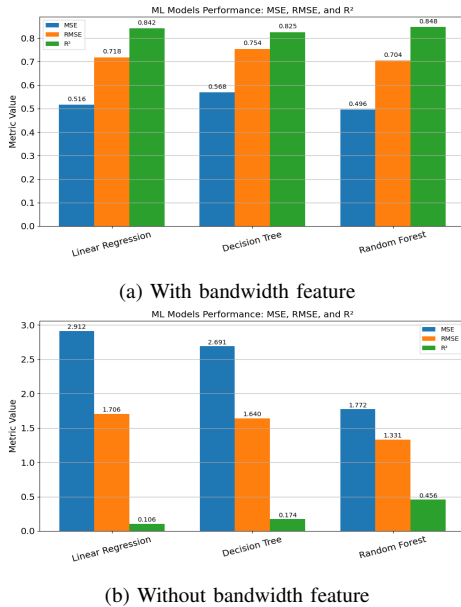 ML Models Performance: MSE, RMSE, and R²
MSE
RMSE
R²
Metric Value
0.8
0.7
0.6
0.5
0.4
0.3
0.2
0.1
0.0
0.516
0.718
0.842
0.568
0.754
0.825
0.496
0.704
0.848
Linear Regression
Decision Tree
Random Forest
(a) With bandwidth feature
ML Models Performance: MSE, RMSE, and R²
MSE
RMSE
R²
Metric Value
3.0
2.5
2.0
1.5
1.0
0.5
0.0
2.912
1.706
0.106
2.691
1.640
0.174
1.772
1.331
0.456
Linear Regression
Decision Tree
Random Forest
(b) Without bandwidth feature